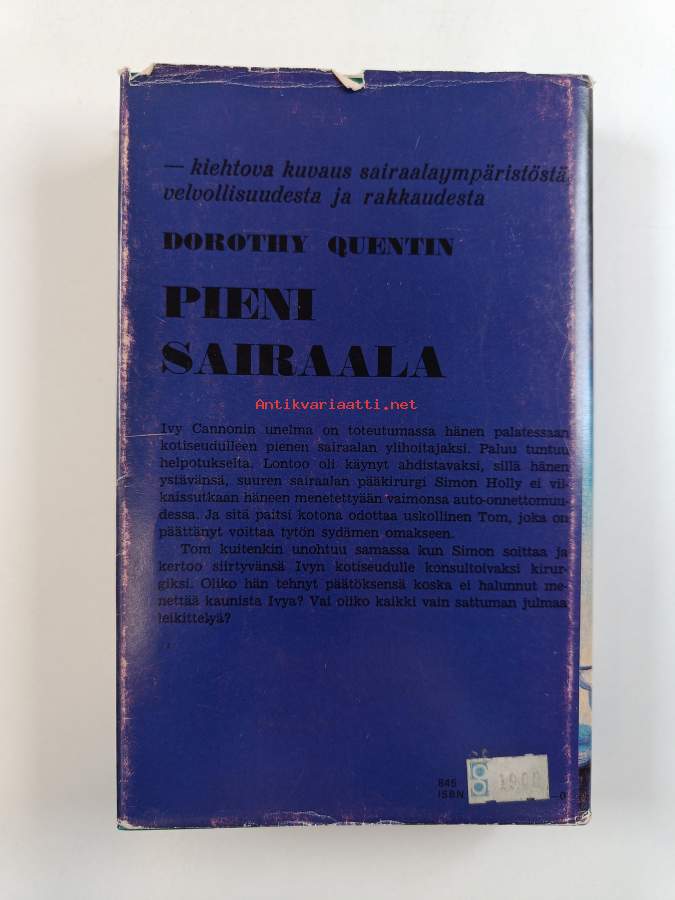 — kiehtova kuvaus sairaalaympäristöstä,
velvollisuudesta ja rakkaudesta
DOROTHY QUENTIN
PIENI
SAIRAALA
Antikvariaatti.net
Ivy Cannonin unelma on toteutumassa hänen palatessaan
kotiseudulleen pienen sairaalan ylihoitajaksi. Paluu tuntuu
helpotukselta. Lontoo oli käynyt ahdistavaksi, sillä hänen
ystävänsä, suuren sairaalan pääkirurgi Simon Holly ei vil-
kaissutkaan häneen menetettyään vaimonsa auto-onnettomuu-
dessa. Ja sitä paitsi kotona odottaa uskollinen Tom, joka on
päättänyt voittaa tytön sydämen omakseen.
Tom kuitenkin unohtuu samassa kun Simon soittaa ja
kertoo siirtyvänsä Ivyn kotiseudulle konsultoivaksi kirur-
giksi. Oliko hän tehnyt päätöksensä koska ei halunnut me-
nettää kaunista Ivya? Vai oliko kaikki vain sattuman julmaa
leikittelyä?
845
ISBN
19.00
—0